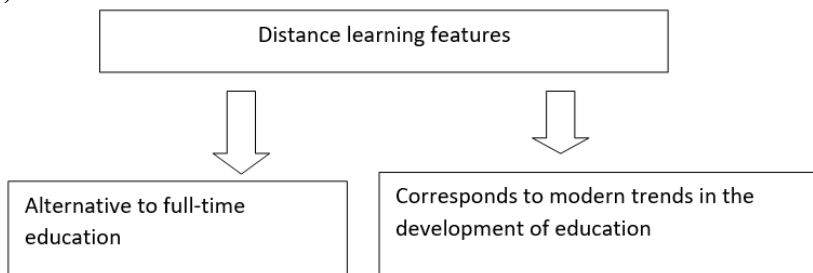 Distance learning features
Alternative to full-time
education
Corresponds to modern trends in the
development of education